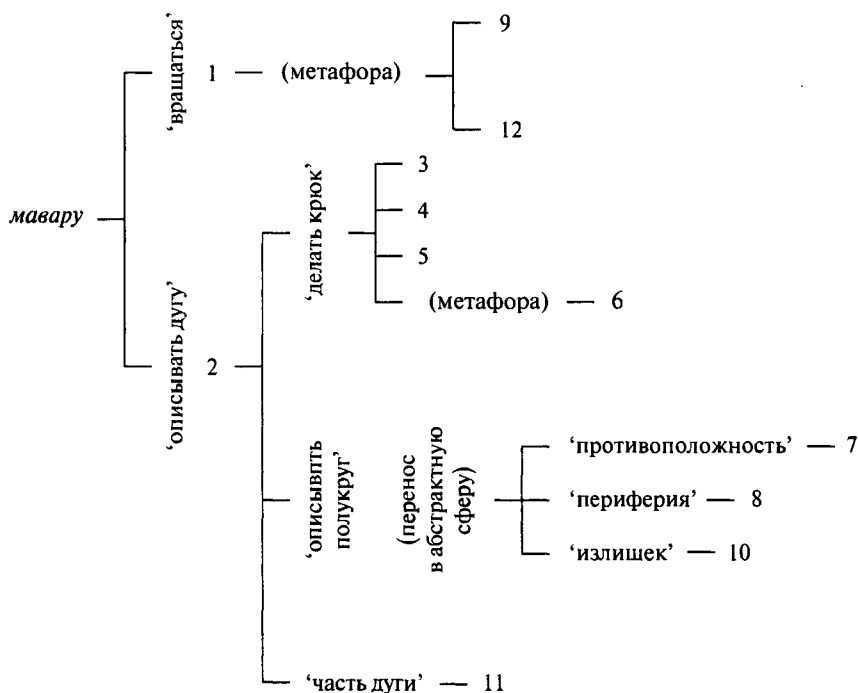 мавару
‘вращаться’ 1 — (метафора)
9
12
‘описывать дугу’ 2
‘делать крюк’
3
4
5
(метафора) — 6
‘описывпть
полукруг’
(перенос
в абстрактную
сферу)
‘противоположность’ — 7
‘периферия’ — 8
‘излишек’ — 10
‘часть дуги’ — 11